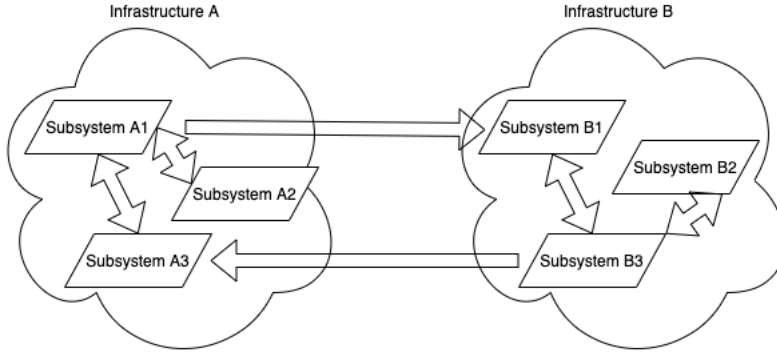 Infrastructure A
Infrastructure B
Subsystem A1
Subsystem B1
Subsystem B2
Subsystem A2
Subsystem A3
Subsystem B3